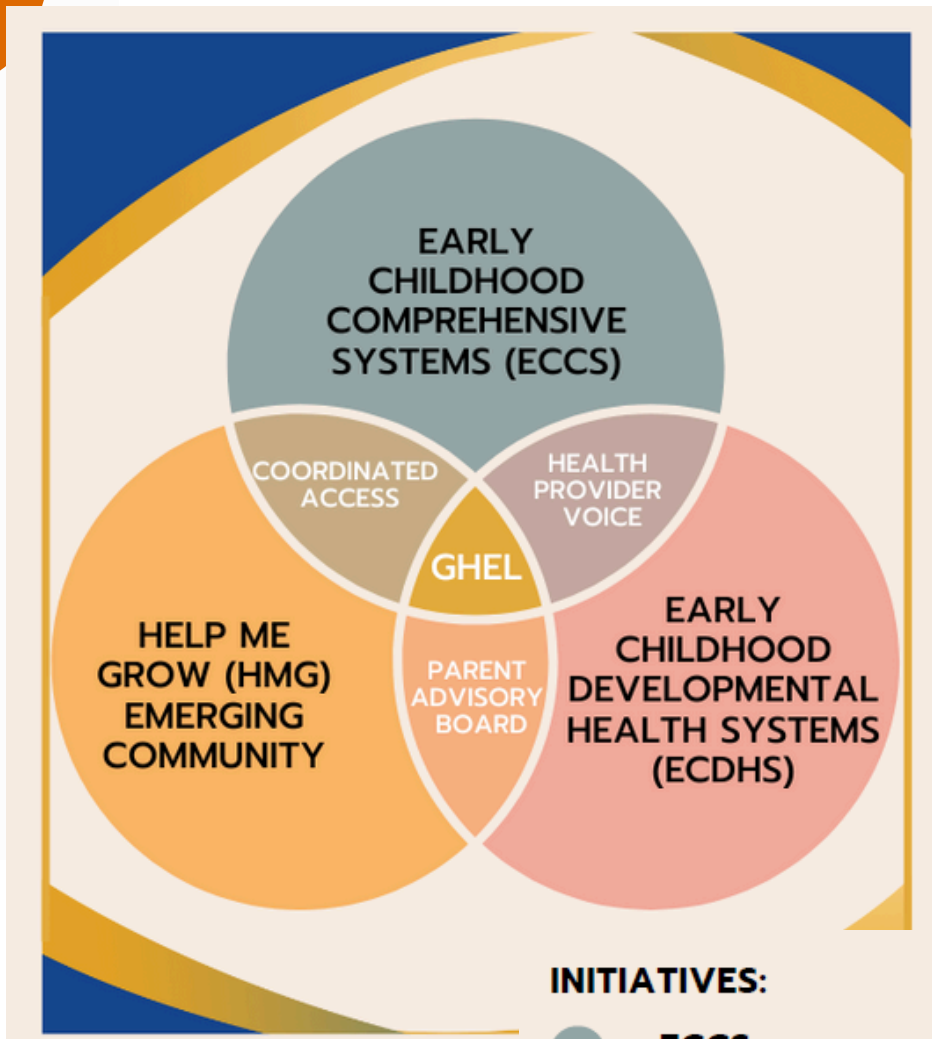 EARLY
CHILDHOOD
COMPREHENSIVE
SYSTEMS (ECCS)
COORDINATED
ACCESS
HEALTH
PROVIDER
VOICE
GHEL
HELP ME
GROW (HMG)
EMERGING
COMMUNITY
PARENT
ADVISORY
BOARD
EARLY
CHILDHOOD
DEVELOPMENTAL
HEALTH SYSTEMS
(ECDHS)
INITIATIVES: